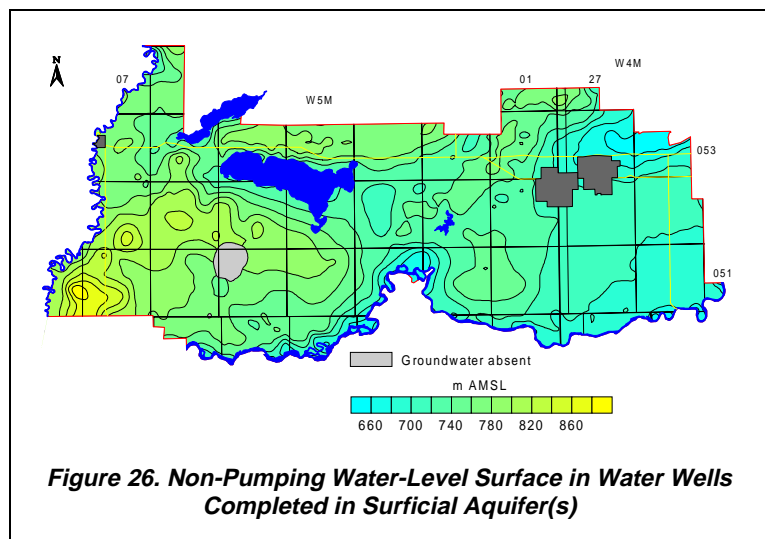 N
07
W5M
01
27
W4M
053
051
Groundwater absent
m AMSL
660 700 740 780 820 860
Figure 26. Non-Pumping Water-Level Surface in Water Wells
Completed in Surficial Aquifer(s)